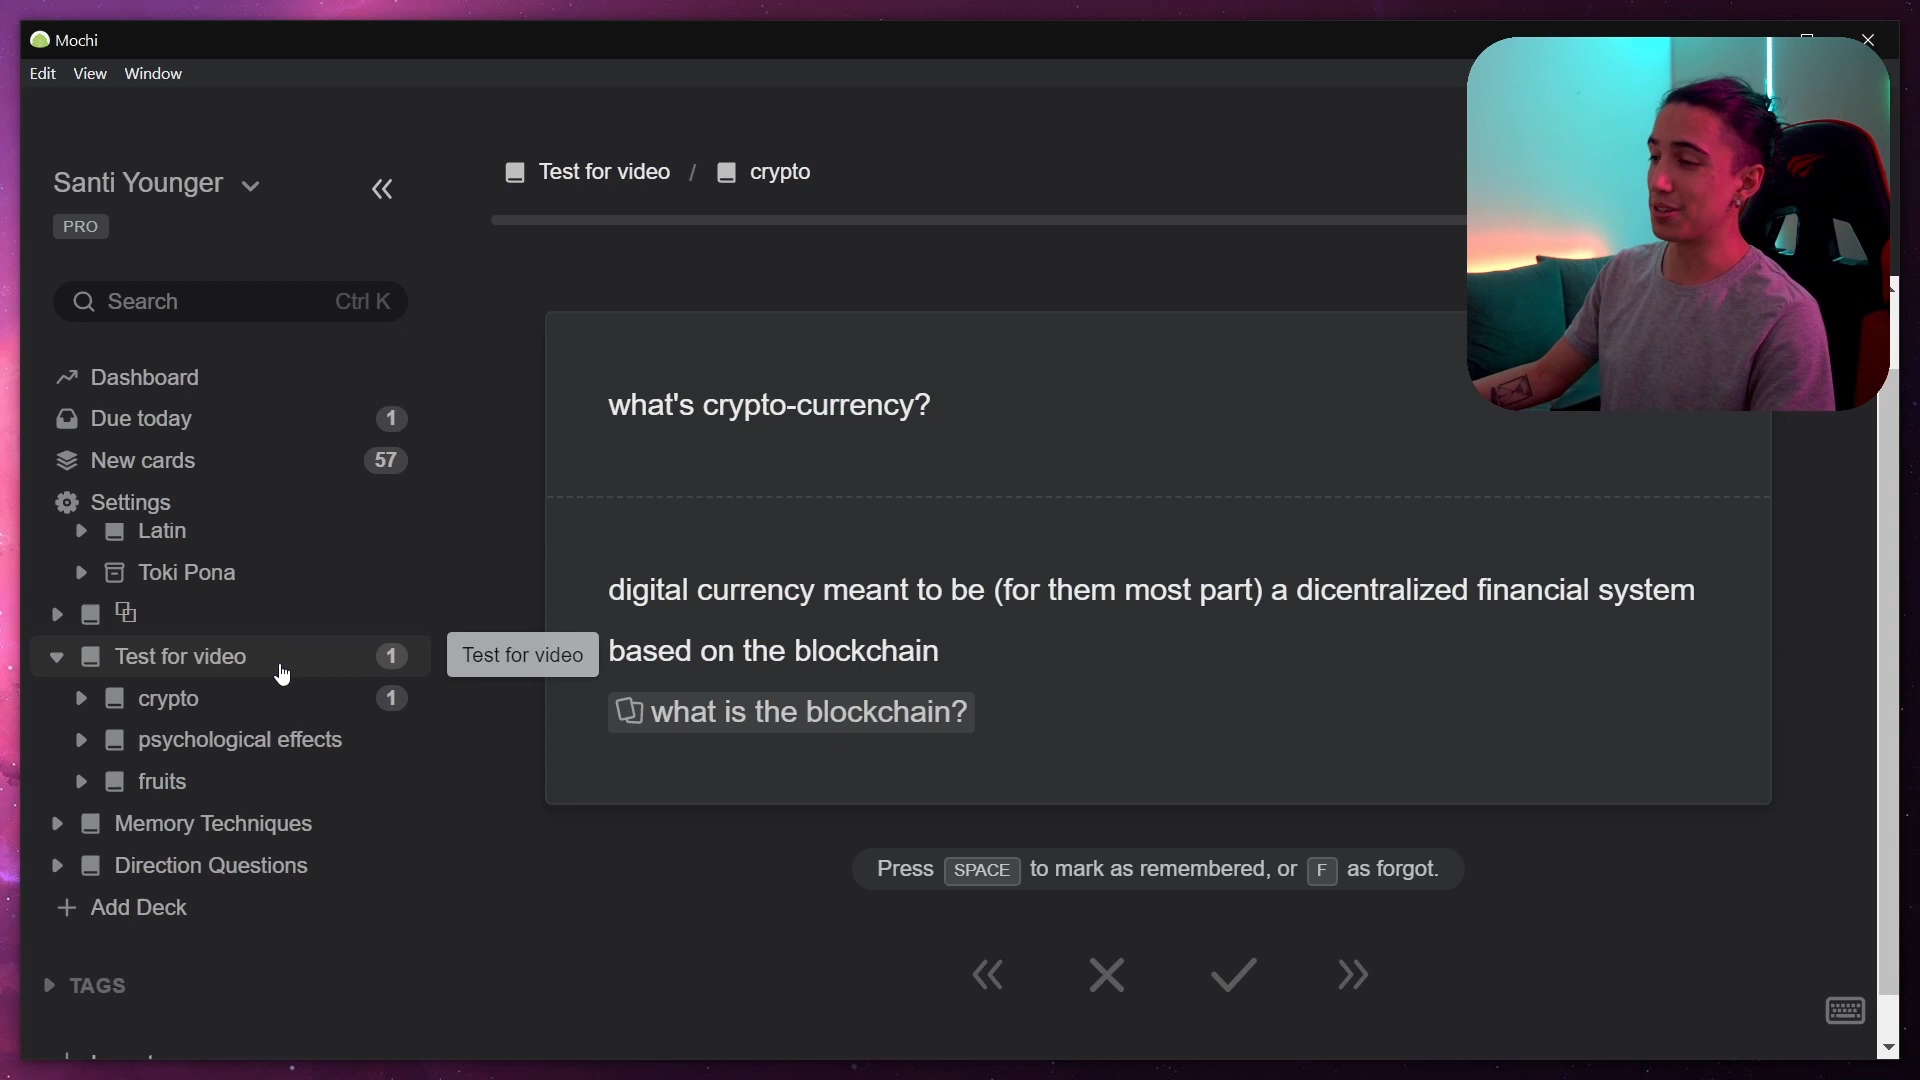 Mochi
Edit View Window
Santi Younger
PRO
Search Ctrl K
Dashboard
Due today 1
New cards 57
Settings
Latin
Toki Pona
Test for video 1
crypto 1
psychological effects
fruits
Memory Techniques
Direction Questions
Add Deck
TAGS
Test for video / crypto
Test for video
what's crypto-currency?
digital currency meant to be (for them most part) a dicentralized financial system
based on the blockchain
what is the blockchain?
Press SPACE to mark as remembered, or F as forgot.